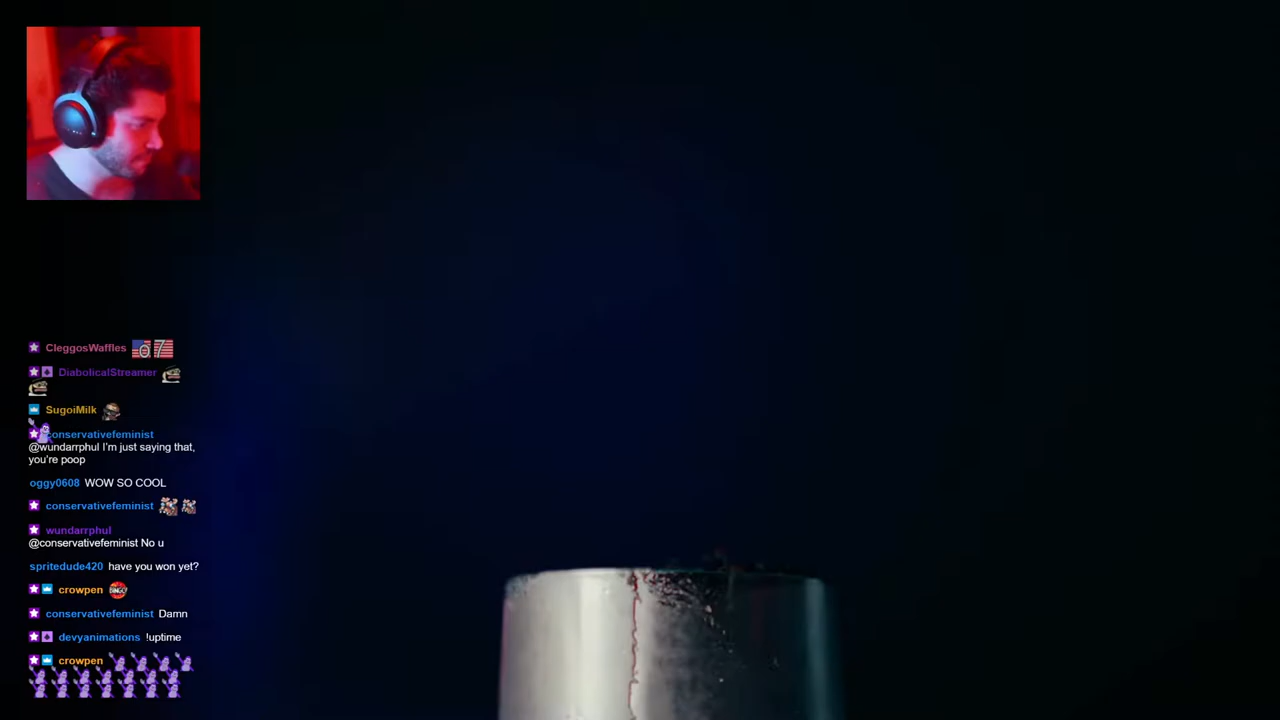 CleggosWaffles
DiabolicalStreamer
SugoiMilk
conservativefeminist
@wundarrphul I'm just saying that,
you're poop
oggy0608 WOW SO COOL
conservativefeminist
wundarrphul
@conservativefeminist No u
spritedude420 have you won yet?
crowpen BINGO
conservativefeminist Damn
devyanimations !uptime
crowpen